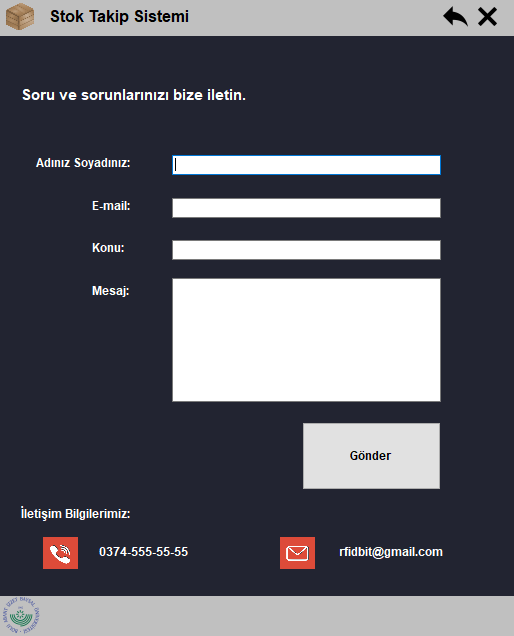 Stok Takip Sistemi
Soru ve sorunlarınızı bize iletin.
Adınız Soyadınız:
E-mail:
Konu:
Mesaj:
Gönder
İletişim Bilgilerimiz:
0374-555-55-55
rfidbit@gmail.com